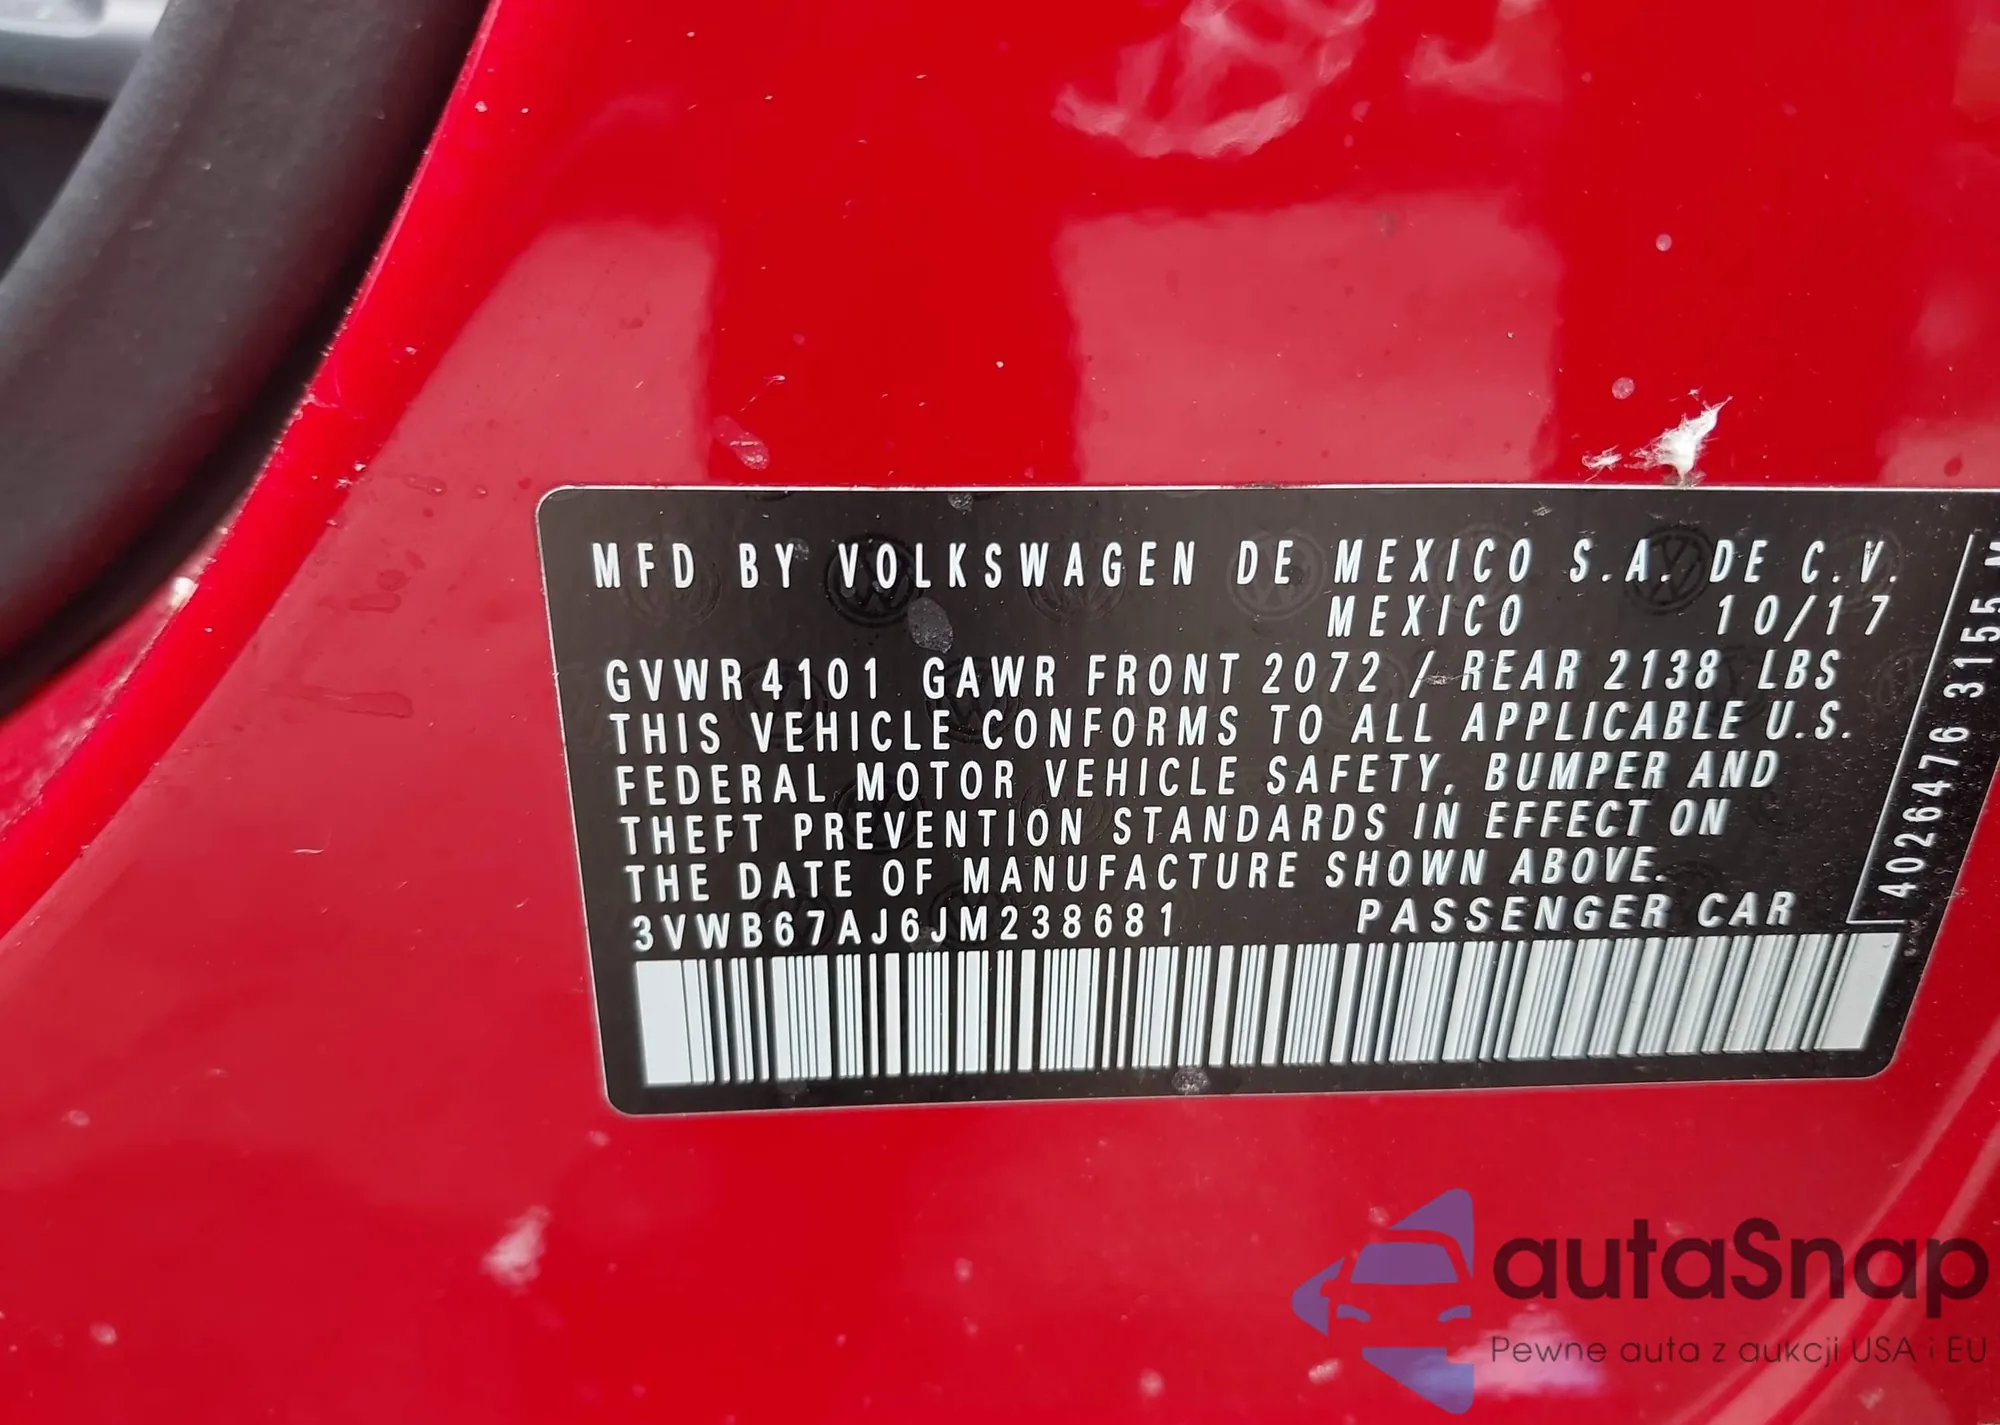 MFD BY VOLKSWAGEN DE MEXICO S.A. DE C.V.
MEXICO 10/17
GVWR 4101 GAWR FRONT 2072 / REAR 2138 LBS
THIS VEHICLE CONFORMS TO ALL APPLICABLE U.S.
FEDERAL MOTOR VEHICLE SAFETY, BUMPER AND
THEFT PREVENTION STANDARDS IN EFFECT ON
THE DATE OF MANUFACTURE SHOWN ABOVE.
3VWB67AJ6JM238681 PASSENGER CAR
4026476 3155
autaSnap
Pewne auta z aukcji USA i EU